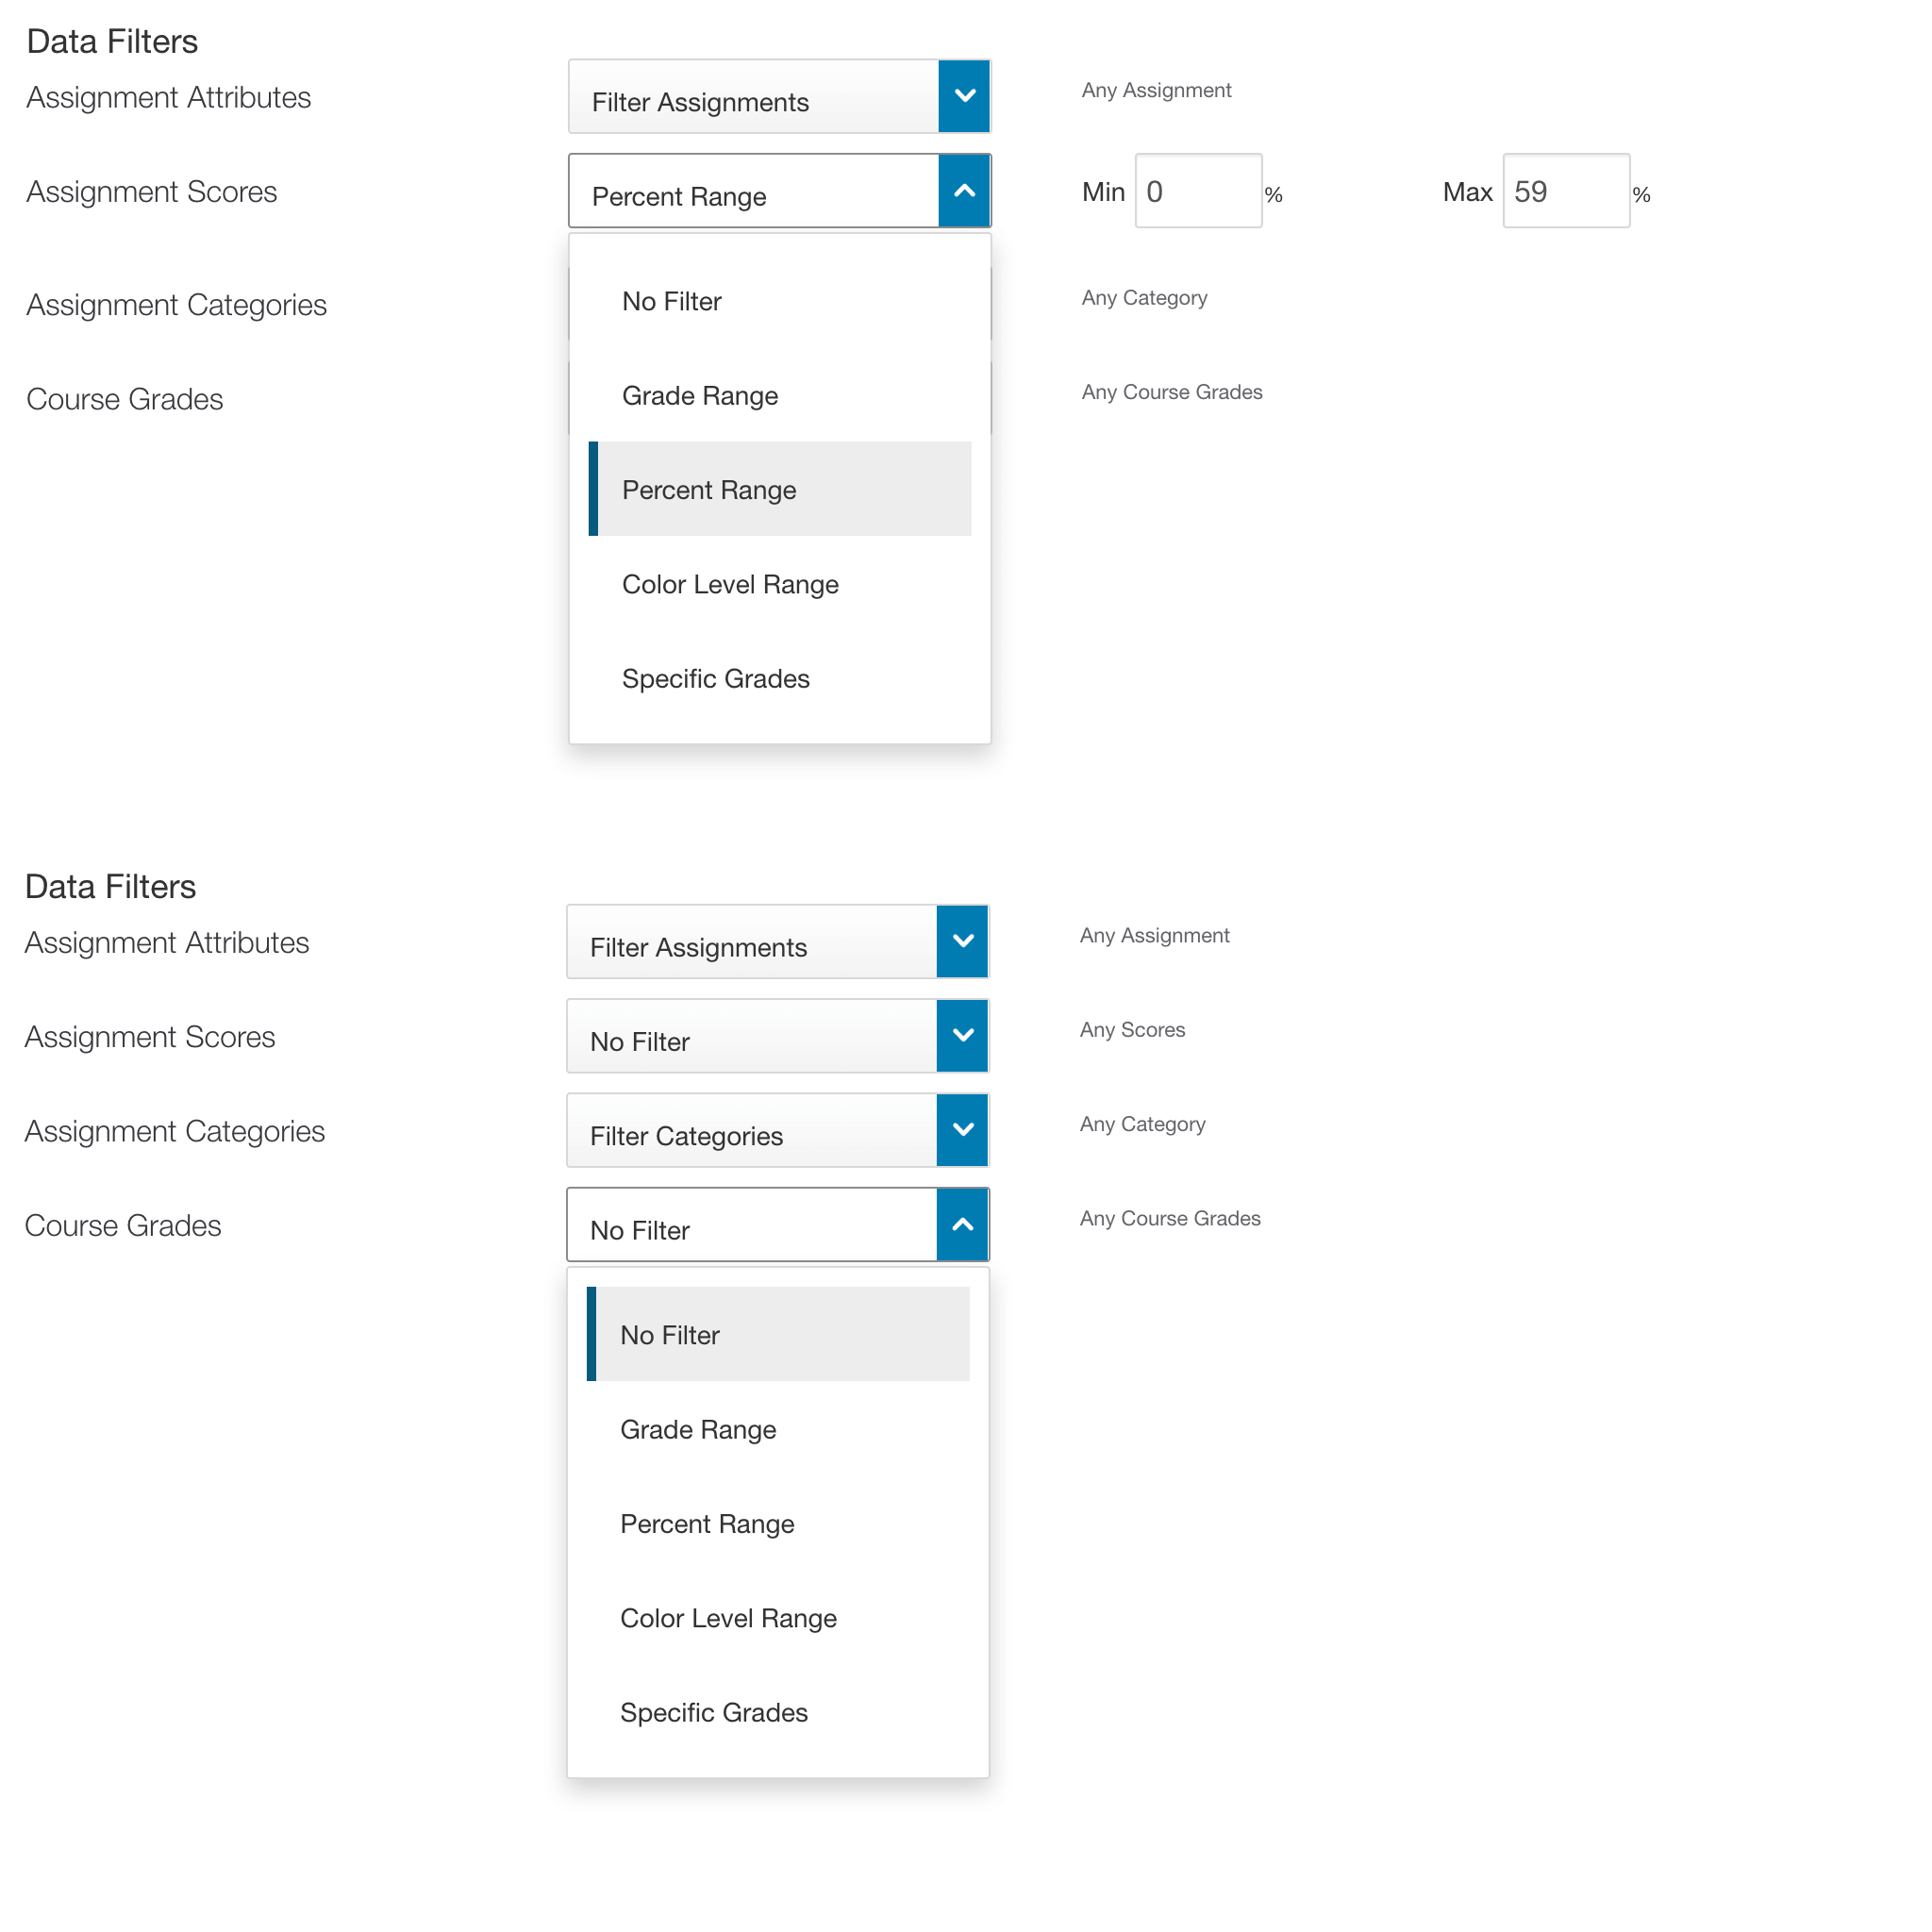 Data Filters
Assignment Attributes Filter Assignments Any Assignment
Assignment Scores Percent Range Min 0 % Max 59 %
No Filter
Assignment Categories Any Category
Grade Range
Course Grades Any Course Grades
Percent Range
Color Level Range
Specific Grades
Data Filters
Assignment Attributes Filter Assignments Any Assignment
Assignment Scores No Filter Any Scores
Assignment Categories Filter Categories Any Category
Course Grades No Filter Any Course Grades
No Filter
Grade Range
Percent Range
Color Level Range
Specific Grades